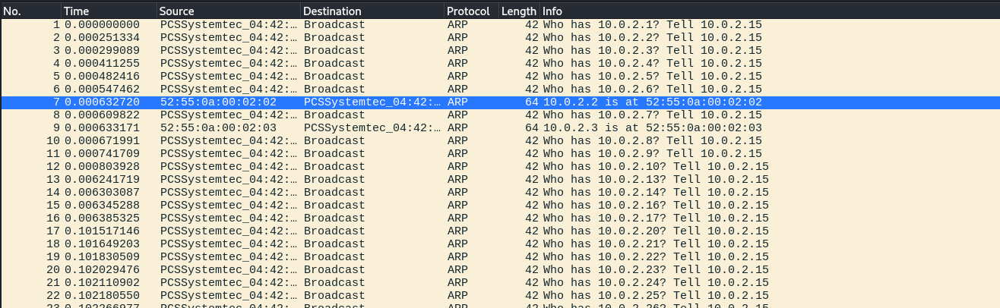 No. Time Source Destination Protocol Length Info
1 0.000000000 PCSSystemtec_04:42:… Broadcast ARP 42 Who has 10.0.2.1? Tell 10.0.2.15
2 0.000251334 PCSSystemtec_04:42:… Broadcast ARP 42 Who has 10.0.2.2? Tell 10.0.2.15
3 0.000299089 PCSSystemtec_04:42:… Broadcast ARP 42 Who has 10.0.2.3? Tell 10.0.2.15
4 0.000411255 PCSSystemtec_04:42:… Broadcast ARP 42 Who has 10.0.2.4? Tell 10.0.2.15
5 0.000482416 PCSSystemtec_04:42:… Broadcast ARP 42 Who has 10.0.2.5? Tell 10.0.2.15
6 0.000547462 PCSSystemtec_04:42:… Broadcast ARP 42 Who has 10.0.2.6? Tell 10.0.2.15
7 0.000632720 52:55:0a:00:02:02 PCSSystemtec_04:42:… ARP 64 10.0.2.2 is at 52:55:0a:00:02:02
8 0.000609822 PCSSystemtec_04:42:… Broadcast ARP 42 Who has 10.0.2.7? Tell 10.0.2.15
9 0.000633171 52:55:0a:00:02:03 PCSSystemtec_04:42:… ARP 64 10.0.2.3 is at 52:55:0a:00:02:03
10 0.000671991 PCSSystemtec_04:42:… Broadcast ARP 42 Who has 10.0.2.8? Tell 10.0.2.15
11 0.000741709 PCSSystemtec_04:42:… Broadcast ARP 42 Who has 10.0.2.9? Tell 10.0.2.15
12 0.000803928 PCSSystemtec_04:42:… Broadcast ARP 42 Who has 10.0.2.10? Tell 10.0.2.15
13 0.006241719 PCSSystemtec_04:42:… Broadcast ARP 42 Who has 10.0.2.13? Tell 10.0.2.15
14 0.006303087 PCSSystemtec_04:42:… Broadcast ARP 42 Who has 10.0.2.14? Tell 10.0.2.15
15 0.006345288 PCSSystemtec_04:42:… Broadcast ARP 42 Who has 10.0.2.16? Tell 10.0.2.15
16 0.006385325 PCSSystemtec_04:42:… Broadcast ARP 42 Who has 10.0.2.17? Tell 10.0.2.15
17 0.101517146 PCSSystemtec_04:42:… Broadcast ARP 42 Who has 10.0.2.20? Tell 10.0.2.15
18 0.101649203 PCSSystemtec_04:42:… Broadcast ARP 42 Who has 10.0.2.21? Tell 10.0.2.15
19 0.101830509 PCSSystemtec_04:42:… Broadcast ARP 42 Who has 10.0.2.22? Tell 10.0.2.15
20 0.102029476 PCSSystemtec_04:42:… Broadcast ARP 42 Who has 10.0.2.23? Tell 10.0.2.15
21 0.102110902 PCSSystemtec_04:42:… Broadcast ARP 42 Who has 10.0.2.24? Tell 10.0.2.15
22 0.102180550 PCSSystemtec_04:42:… Broadcast ARP 42 Who has 10.0.2.25? Tell 10.0.2.15